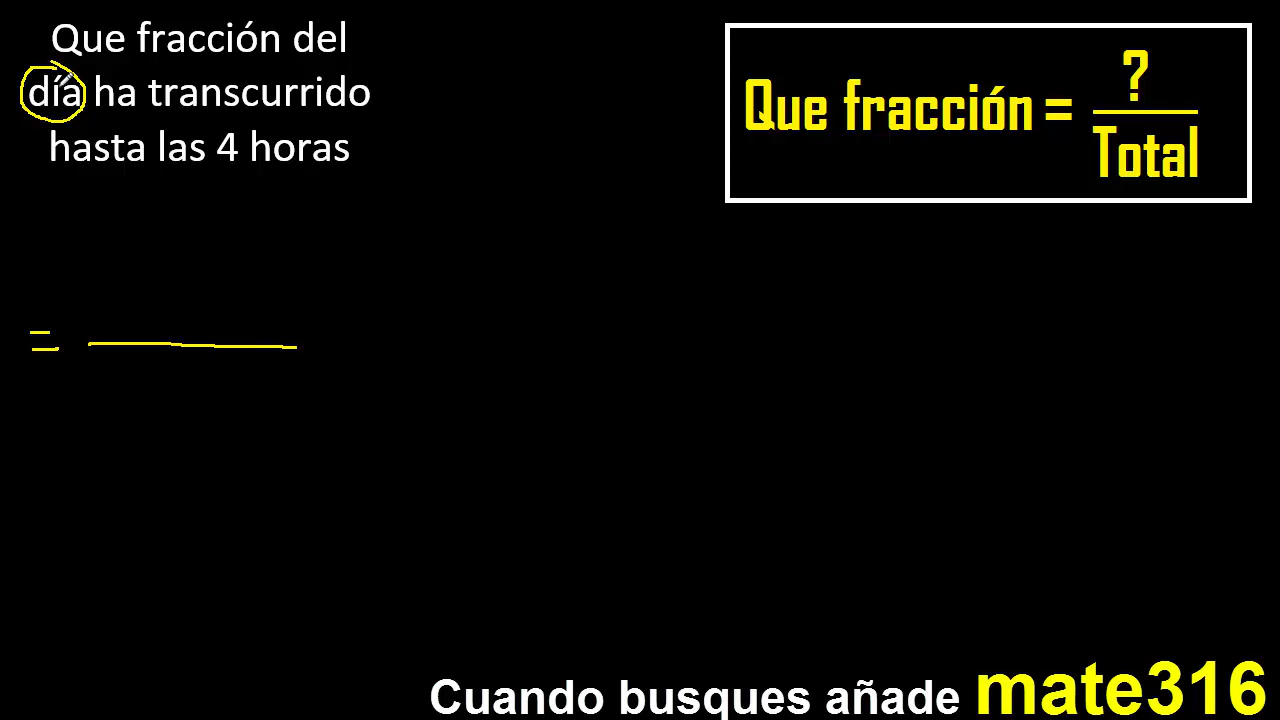 Que fracción del
día ha transcurrido
hasta las 4 horas
Que fracción = ?
Total
=
Cuando busques añade mate316